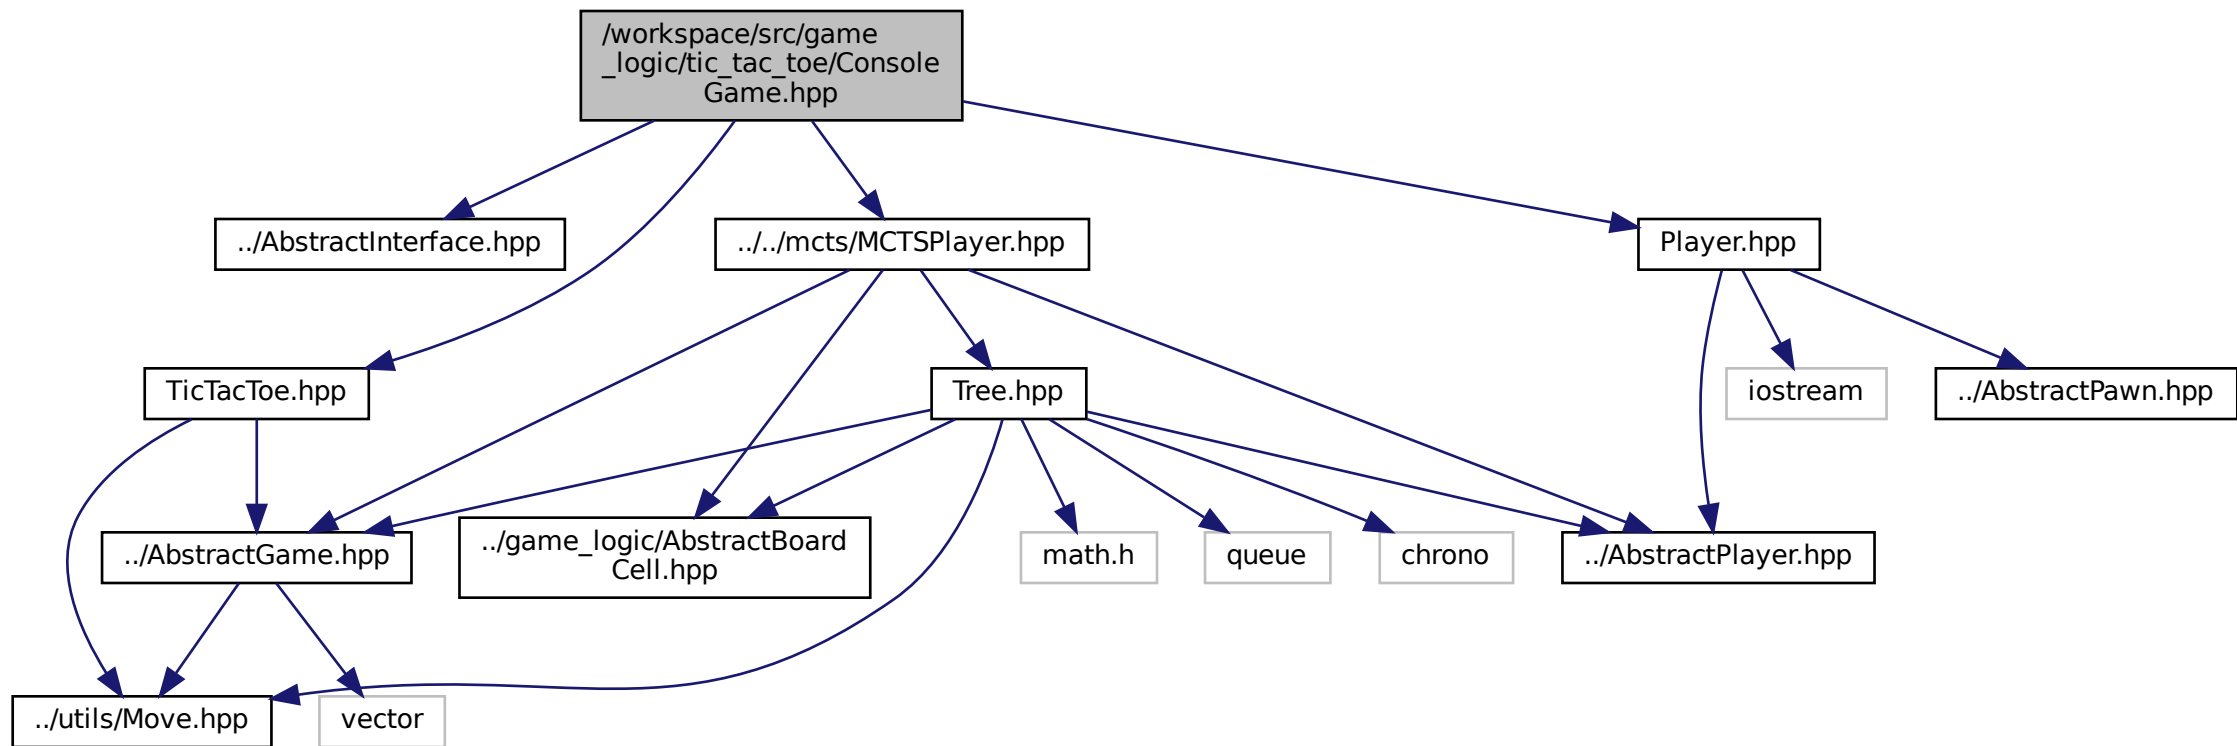 /workspace/src/game
_logic/tic_tac_toe/Console
Game.hpp
../AbstractInterface.hpp
../../mcts/MCTSPlayer.hpp
Player.hpp
TicTacToe.hpp
Tree.hpp
iostream
../AbstractPawn.hpp
../AbstractGame.hpp
../game_logic/AbstractBoard
Cell.hpp
math.h
queue
chrono
../AbstractPlayer.hpp
../utils/Move.hpp
vector